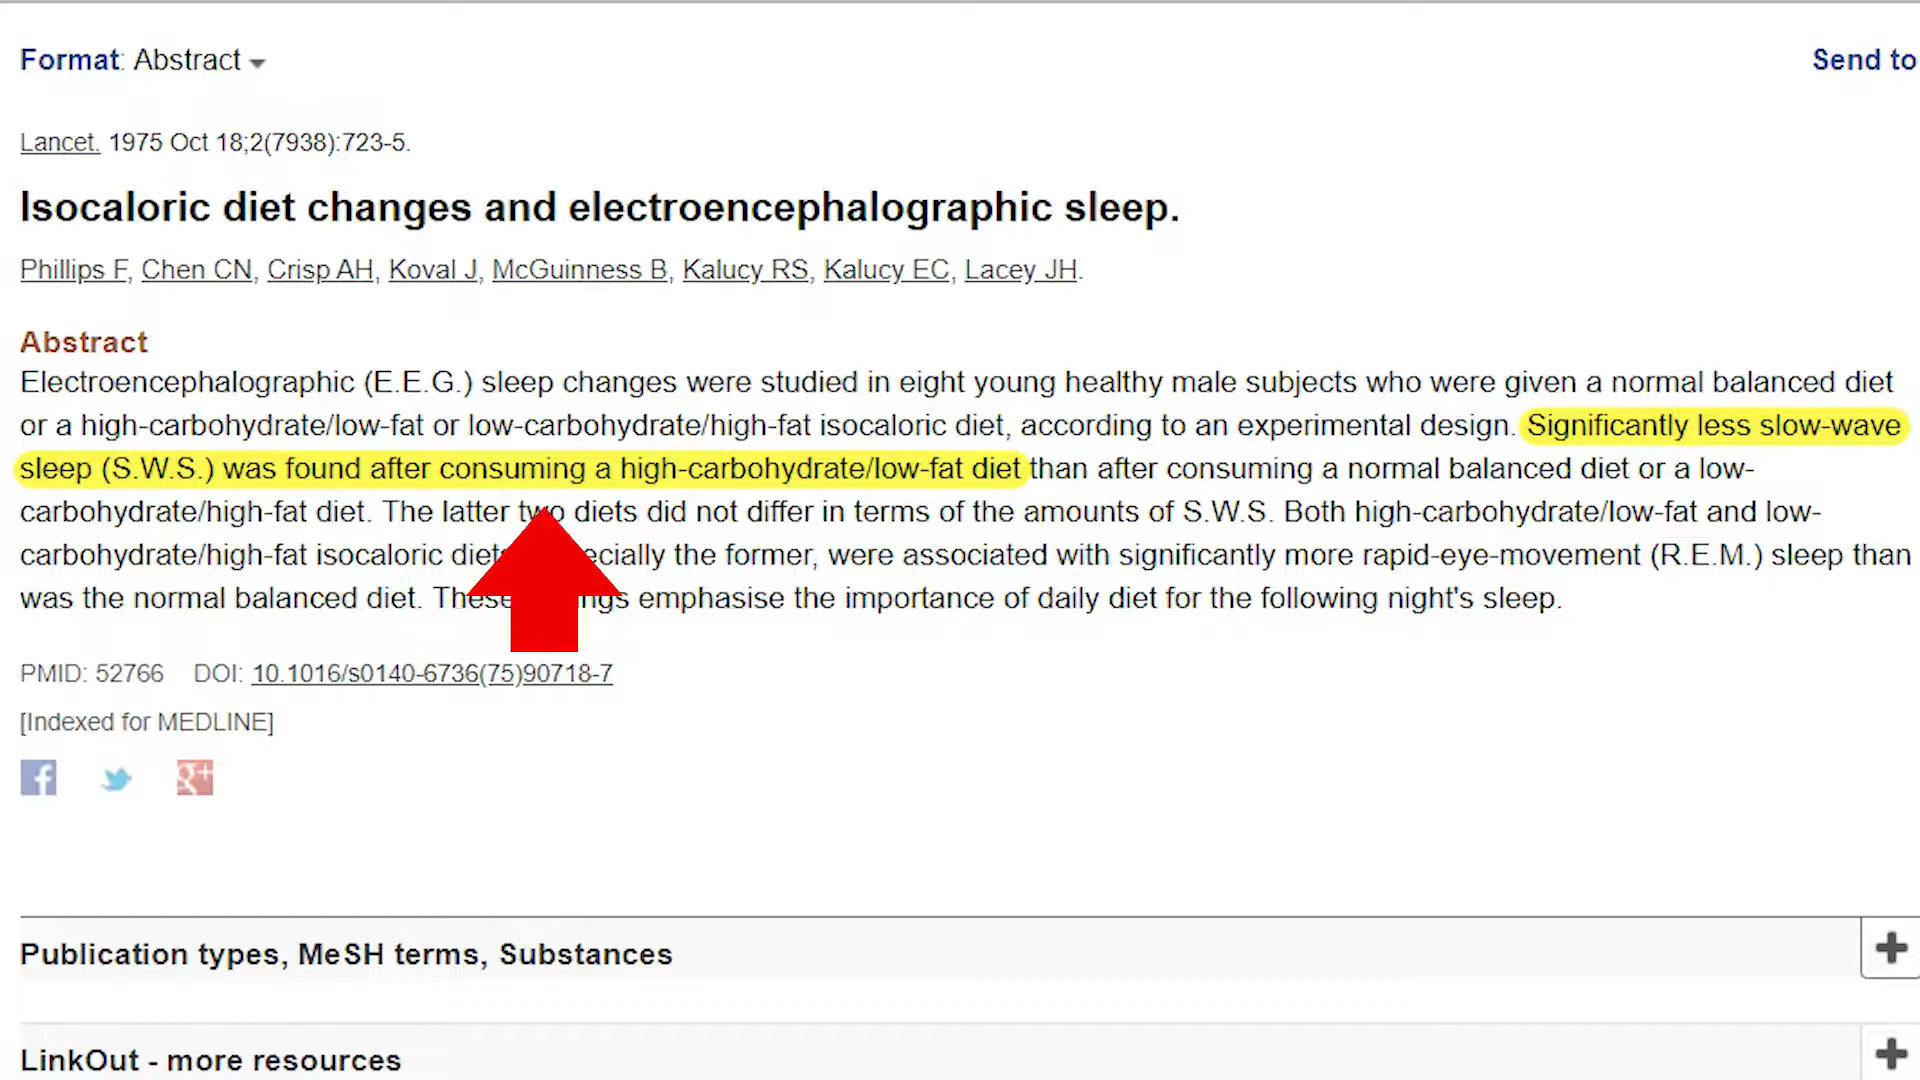 Format: Abstract
Send to
Lancet. 1975 Oct 18;2(7938):723-5.
Isocaloric diet changes and electroencephalographic sleep.
Phillips F, Chen CN, Crisp AH, Koval J, McGuinness B, Kalucy RS, Kalucy EC, Lacey JH.
Abstract
Electroencephalographic (E.E.G.) sleep changes were studied in eight young healthy male subjects who were given a normal balanced diet
or a high-carbohydrate/low-fat or low-carbohydrate/high-fat isocaloric diet, according to an experimental design. Significantly less slow-wave
sleep (S.W.S.) was found after consuming a high-carbohydrate/low-fat diet than after consuming a normal balanced diet or a low-
carbohydrate/high-fat diet. The latter two diets did not differ in terms of the amounts of S.W.S. Both high-carbohydrate/low-fat and low-
carbohydrate/high-fat isocaloric diets, the former, were associated with significantly more rapid-eye-movement (R.E.M.) sleep than
was the normal balanced diet. These emphasise the importance of daily diet for the following night's sleep.
PMID: 52766 DOI: 10.1016/s0140-6736(75)90718-7
[Indexed for MEDLINE]
f
g+
Publication types, MeSH terms, Substances
LinkOut - more resources